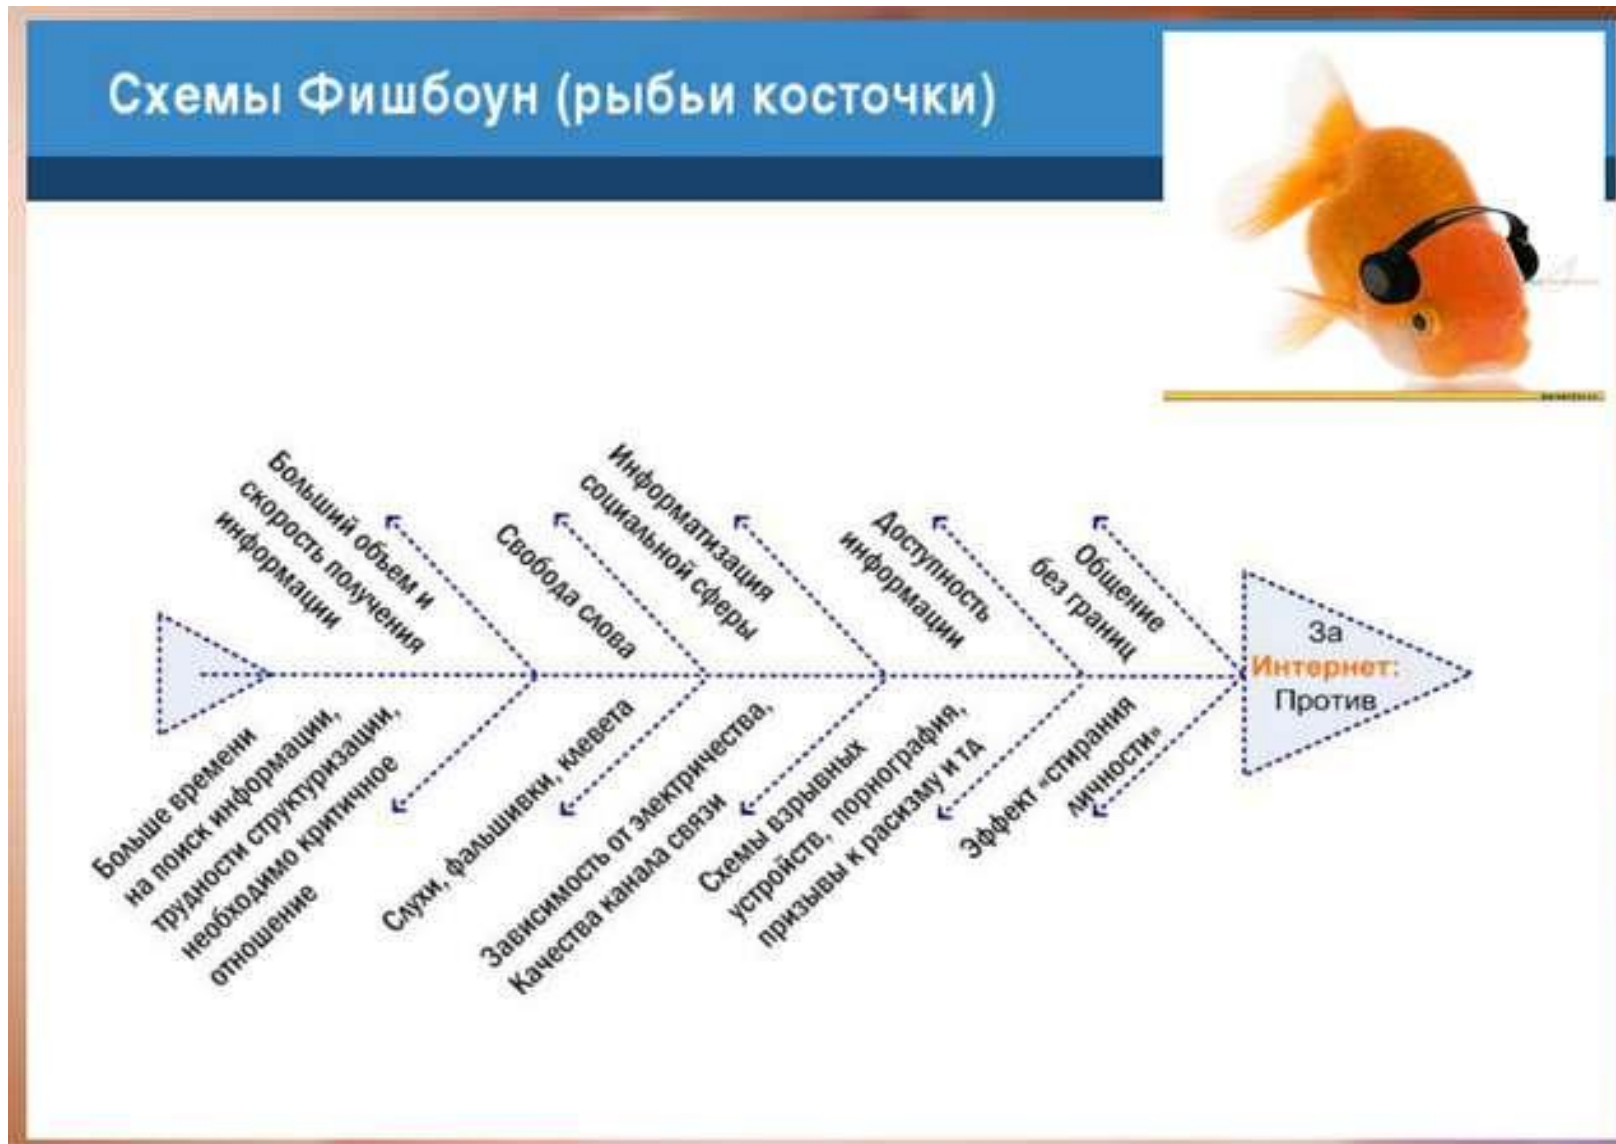 Схемы Фишбоун (рыбьи косточки)
Больший объем и
скорость получения
информации
Свобода слова
Информатизация
социальной сферы
Доступность
информации
Общение
без границ
За
Интернет:
Против
Больше времени
на поиск информации,
трудности структуризации,
необходимо критичное
отношение
Слухи, фальшивки, клевета
Зависимость от электричества,
Качества канала связи
Схемы взрывных
устройств, порнография,
призывы к расизму и тд
Эффект «стирания
личности»